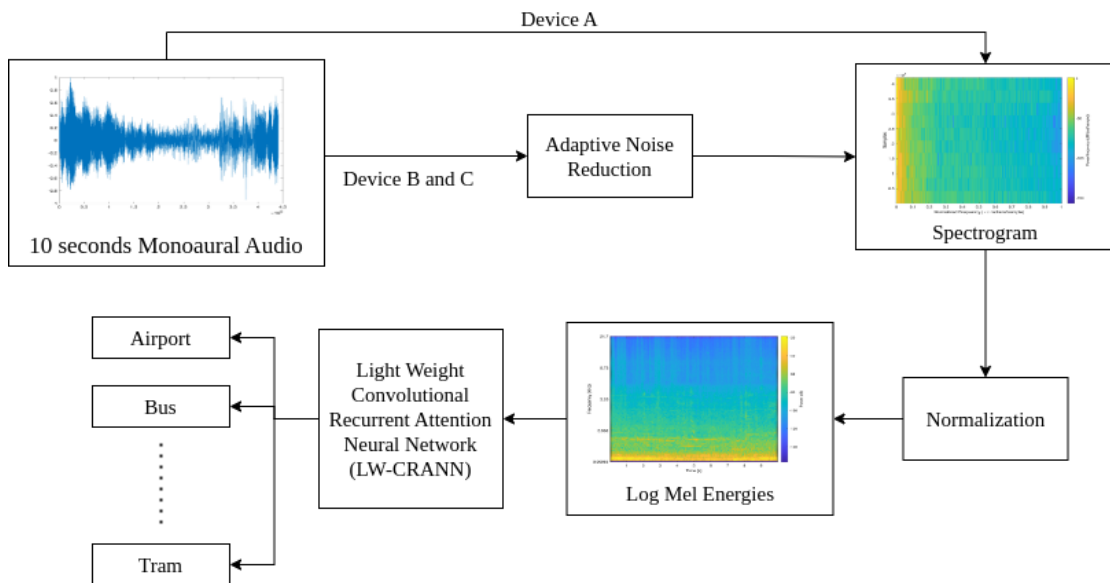 Device A
10 seconds Monoaural Audio
Device B and C
Adaptive Noise
Reduction
Spectrogram
Normalization
Log Mel Energies
Light Weight
Convolutional
Recurrent Attention
Neural Network
(LW-CRANN)
Airport
Bus
Tram